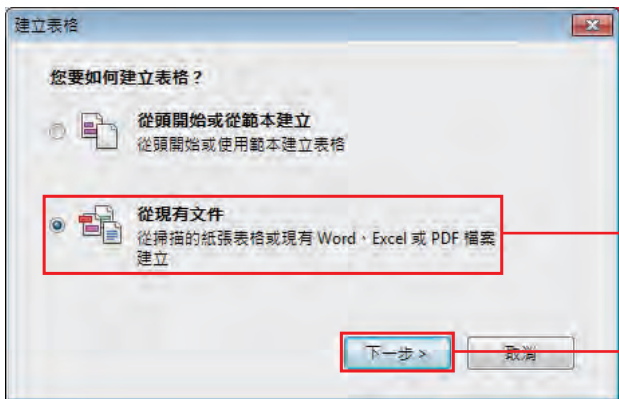 建立表格
您要如何建立表格？
從頭開始或從範本建立
從頭開始或使用範本建立表格
從現有文件
從掃描的紙張表格或現有 Word、Excel 或 PDF 檔案
建立
下一步 >
取消